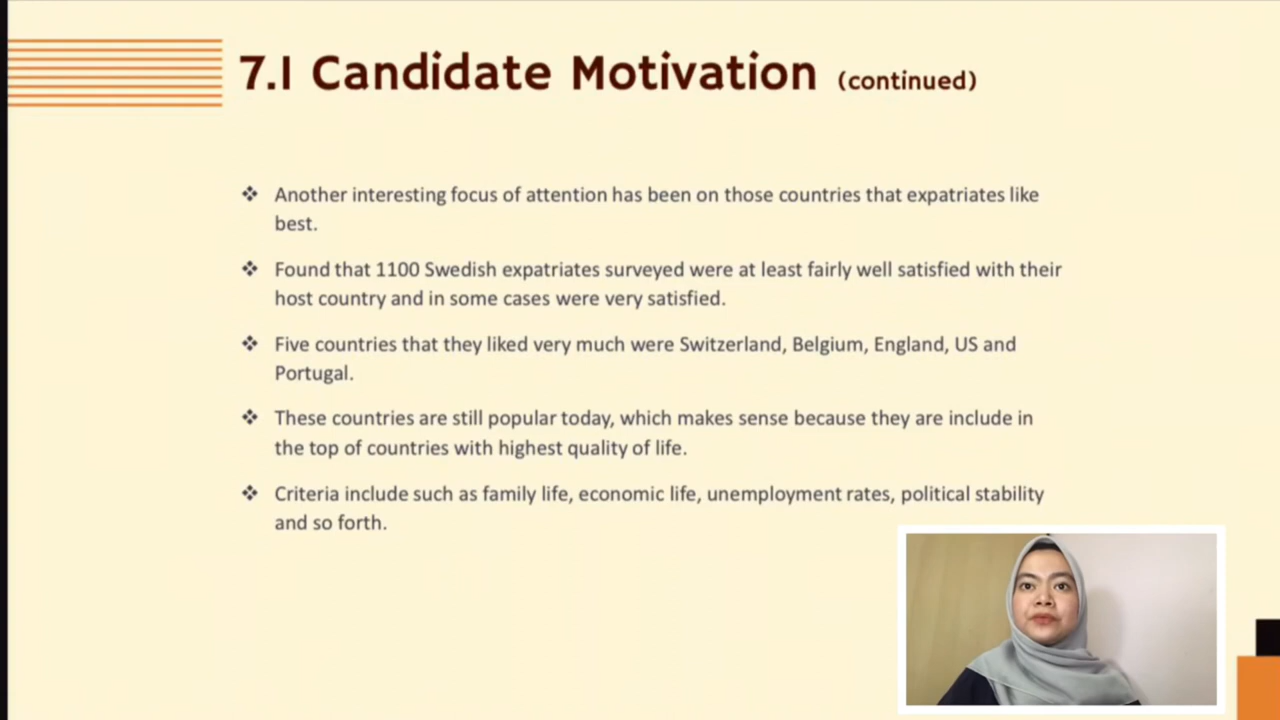 7.1 Candidate Motivation (continued)
❖ Another interesting focus of attention has been on those countries that expatriates like
best.
❖ Found that 1100 Swedish expatriates surveyed were at least fairly well satisfied with their
host country and in some cases were very satisfied.
❖ Five countries that they liked very much were Switzerland, Belgium, England, US and
Portugal.
❖ These countries are still popular today, which makes sense because they are include in
the top of countries with highest quality of life.
❖ Criteria include such as family life, economic life, unemployment rates, political stability
and so forth.